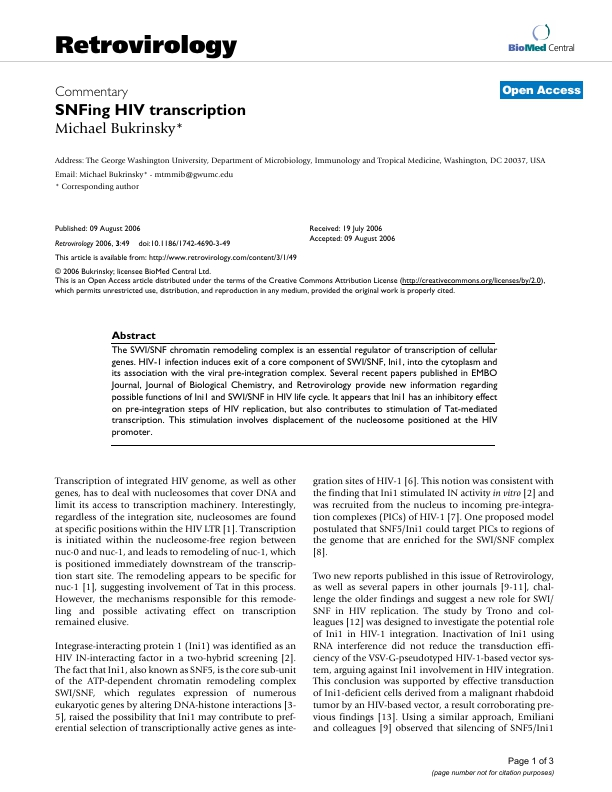 Retrovirology
BioMed Central
Commentary
Open Access
SNFing HIV transcription
Michael Bukrinsky*
Address: The George Washington University, Department of Microbiology, Immunology and Tropical Medicine, Washington, DC 20037, USA
Email: Michael Bukrinsky* - mtmmib@gwumc.edu
* Corresponding author
Published: 09 August 2006
Retrovirology 2006, 3:49 doi:10.1186/1742-4690-3-49
Received: 19 July 2006
Accepted: 09 August 2006
This article is available from: http://www.retrovirology.com/content/3/1/49
© 2006 Bukrinsky; licensee BioMed Central Ltd.
This is an Open Access article distributed under the terms of the Creative Commons Attribution License (http://creativecommons.org/licenses/by/2.0),
which permits unrestricted use, distribution, and reproduction in any medium, provided the original work is properly cited.
Abstract
The SWI/SNF chromatin remodeling complex is an essential regulator of transcription of cellular
genes. HIV-1 infection induces exit of a core component of SWI/SNF, Ini1, into the cytoplasm and
its association with the viral pre-integration complex. Several recent papers published in EMBO
Journal, Journal of Biological Chemistry, and Retrovirology provide new information regarding
possible functions of Ini1 and SWI/SNF in HIV life cycle. It appears that Ini1 has an inhibitory effect
on pre-integration steps of HIV replication, but also contributes to stimulation of Tat-mediated
transcription. This stimulation involves displacement of the nucleosome positioned at the HIV
promoter.
Transcription of integrated HIV genome, as well as other
genes, has to deal with nucleosomes that cover DNA and
limit its access to transcription machinery. Interestingly,
regardless of the integration site, nucleosomes are found
at specific positions within the HIV LTR [1]. Transcription
is initiated within the nucleosome-free region between
nuc-0 and nuc-1, and leads to remodeling of nuc-1, which
is positioned immediately downstream of the transcrip-
tion start site. The remodeling appears to be specific for
nuc-1 [1], suggesting involvement of Tat in this process.
However, the mechanisms responsible for this remode-
ling and possible activating effect on transcription
remained elusive.
Integrase-interacting protein 1 (Ini1) was identified as an
HIV IN-interacting factor in a two-hybrid screening [2].
The fact that Ini1, also known as SNF5, is the core sub-unit
of the ATP-dependent chromatin remodeling complex
SWI/SNF, which regulates expression of numerous
eukaryotic genes by altering DNA-histone interactions [3-
5], raised the possibility that Ini1 may contribute to pref-
erential selection of transcriptionally active genes as inte-
gration sites of HIV-1 [6]. This notion was consistent with
the finding that Ini1 stimulated IN activity in vitro [2] and
was recruited from the nucleus to incoming pre-integra-
tion complexes (PICs) of HIV-1 [7]. One proposed model
postulated that SNF5/Ini1 could target PICs to regions of
the genome that are enriched for the SWI/SNF complex
[8].
Two new reports published in this issue of Retrovirology,
as well as several papers in other journals [9-11], chal-
lenge the older findings and suggest a new role for SWI/
SNF in HIV replication. The study by Trono and col-
leagues [12] was designed to investigate the potential role
of Ini1 in HIV-1 integration. Inactivation of Ini1 using
RNA interference did not reduce the transduction effi-
ciency of the VSV-G-pseudotyped HIV-1-based vector sys-
tem, arguing against Ini1 involvement in HIV integration.
This conclusion was supported by effective transduction
of Ini1-deficient cells derived from a malignant rhabdoid
tumor by an HIV-based vector, a result corroborating pre-
vious findings [13]. Using a similar approach, Emiliani
and colleagues [9] observed that silencing of SNF5/Ini1
Page 1 of 3
(page number not for citation purposes)